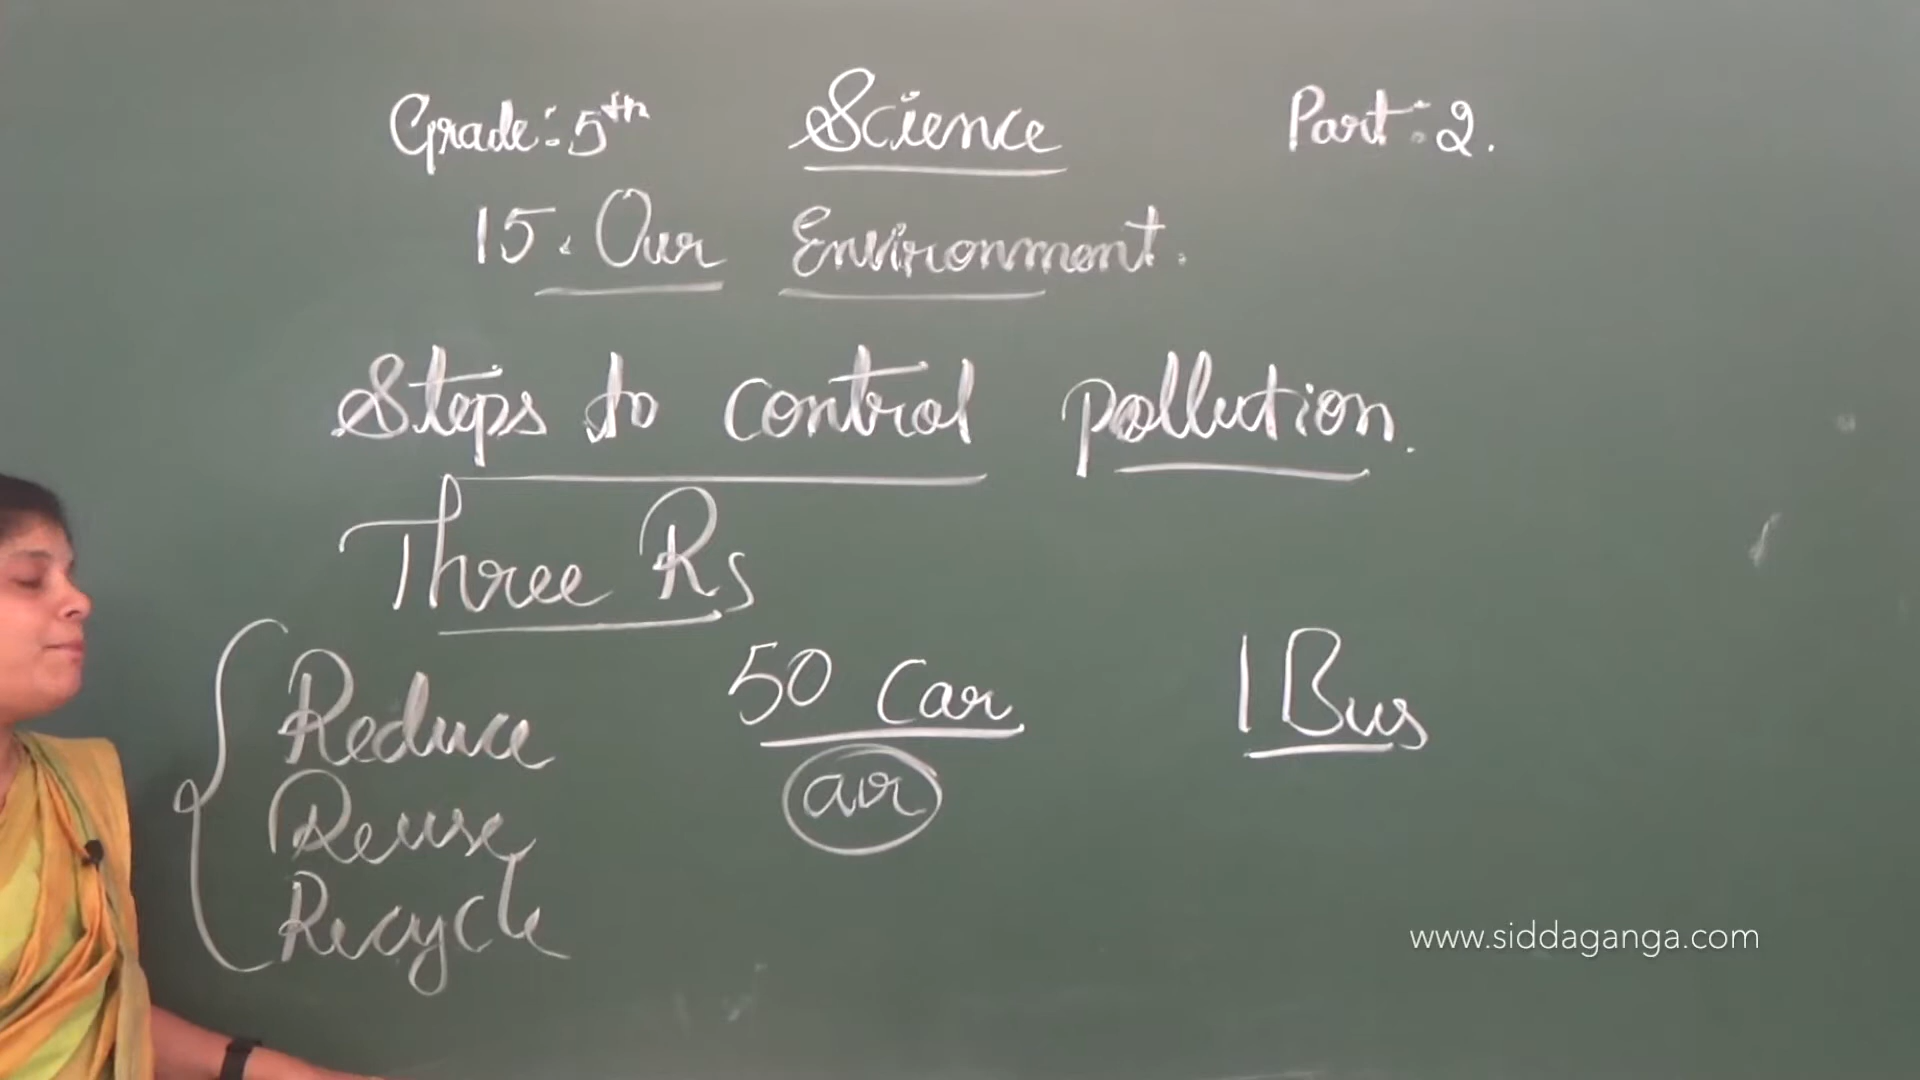 Grade: 5th Science Part: 2.
15. Our Environment.
Steps to control pollution.
Three Rs
Reduce 50 Car 1 Bus
air
Reuse
Recycle
www.siddaganga.com